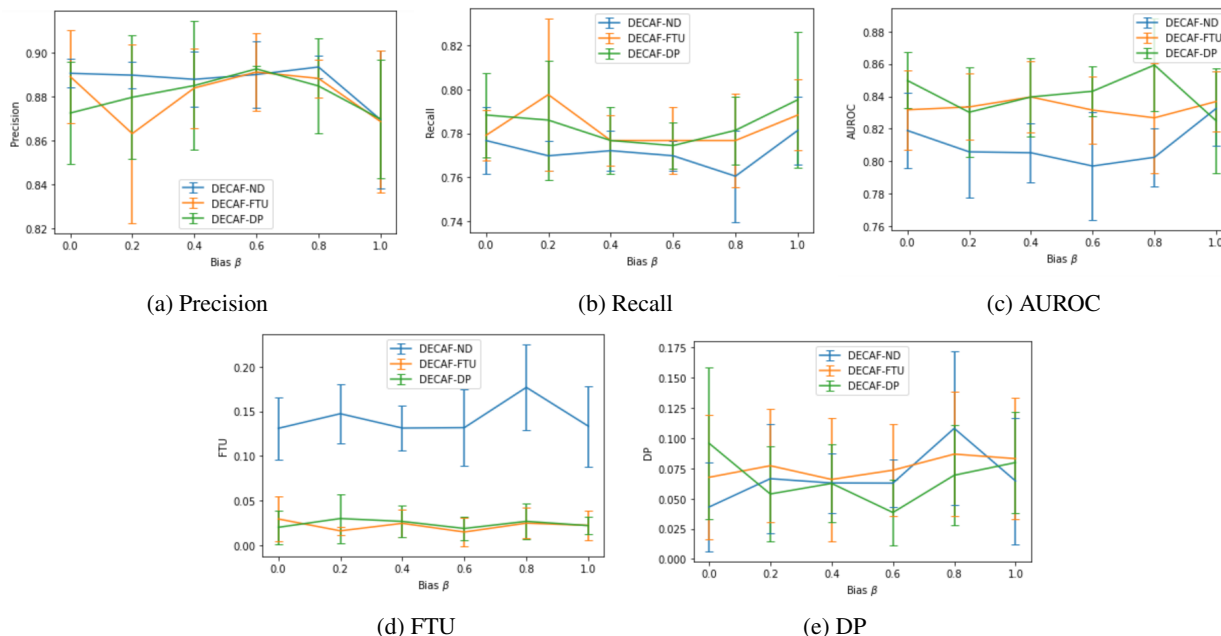 0.90
0.88
0.86
0.84
0.82
Precision
DECAF-ND
DECAF-FTU
DECAF-DP
0.0 0.2 0.4 0.6 0.8 1.0
Bias β
(a) Precision
0.82
0.80
0.78
0.76
0.74
Recall
DECAF-ND
DECAF-FTU
DECAF-DP
0.0 0.2 0.4 0.6 0.8 1.0
Bias β
(b) Recall
0.88
0.86
0.84
0.82
0.80
0.78
0.76
AUROC
DECAF-ND
DECAF-FTU
DECAF-DP
0.0 0.2 0.4 0.6 0.8 1.0
Bias β
(c) AUROC
0.20
0.15
0.10
0.05
0.00
FTU
DECAF-ND
DECAF-FTU
DECAF-DP
0.0 0.2 0.4 0.6 0.8 1.0
Bias β
(d) FTU
0.175
0.150
0.125
0.100
0.075
0.050
0.025
0.000
DP
DECAF-ND
DECAF-FTU
DECAF-DP
0.0 0.2 0.4 0.6 0.8 1.0
Bias β
(e) DP